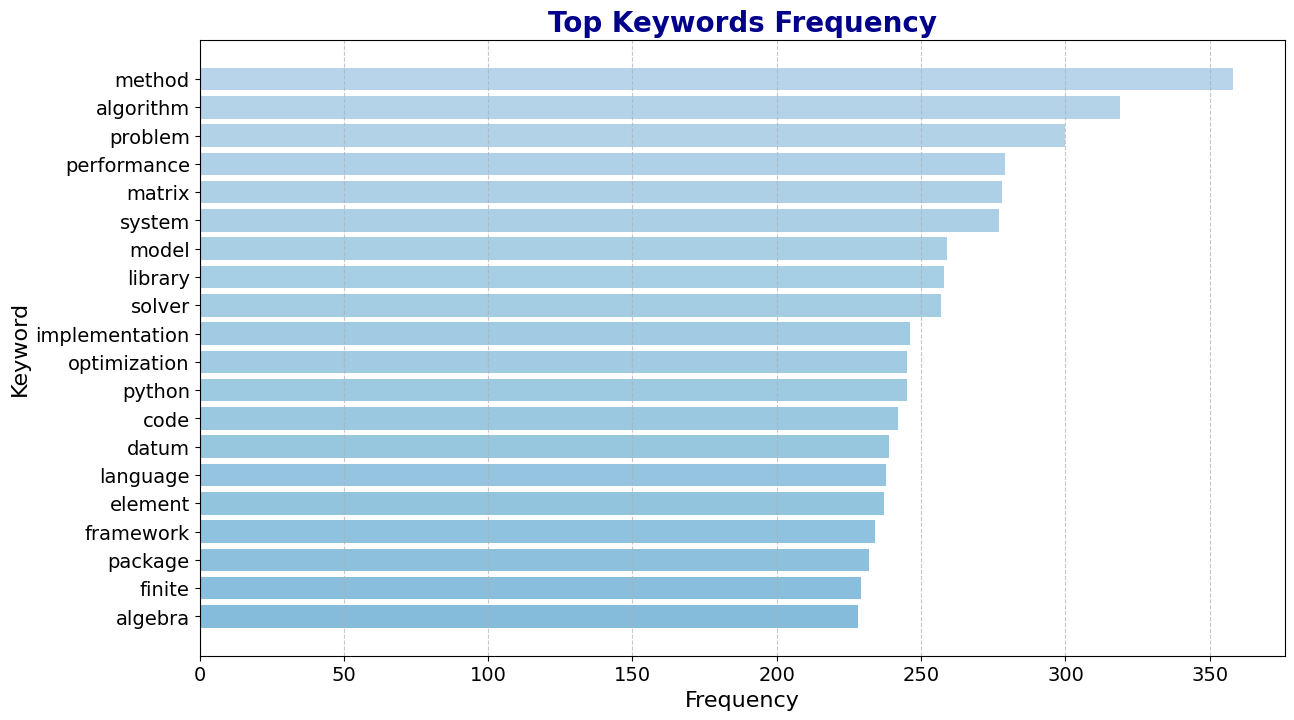 Top Keywords Frequency
Keyword
method
algorithm
problem
performance
matrix
system
model
library
solver
implementation
optimization
python
code
datum
language
element
framework
package
finite
algebra
0 50 100 150 200 250 300 350
Frequency